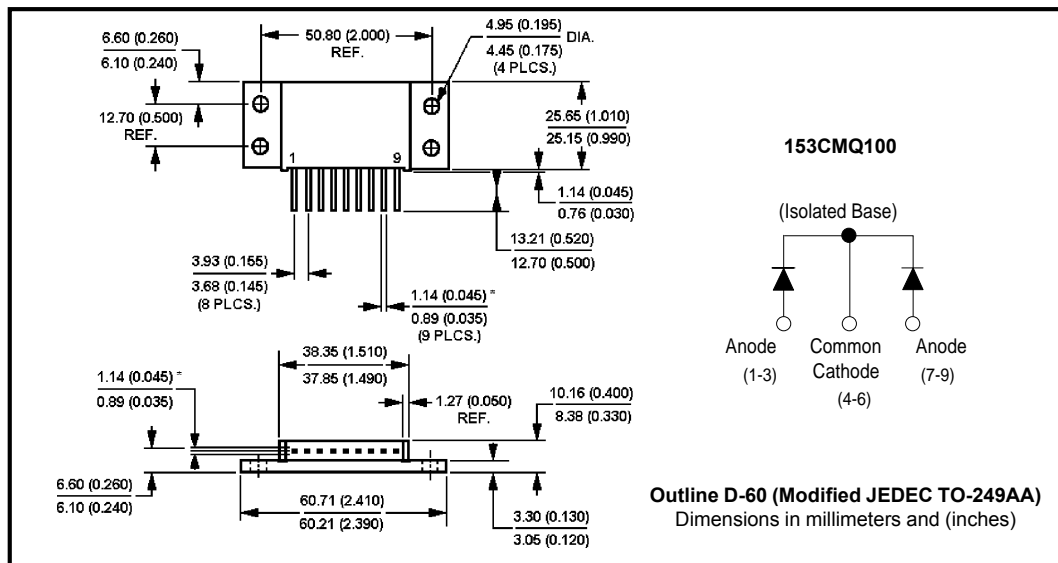 6.60 (0.260)
6.10 (0.240)
50.80 (2.000)
REF.
4.95 (0.195)
4.45 (0.175)
DIA.
(4 PLCS.)
12.70 (0.500)
REF.
25.65 (1.010)
25.15 (0.990)
1 9
1.14 (0.045)
0.76 (0.030)
13.21 (0.520)
12.70 (0.500)
3.93 (0.155)
3.68 (0.145)
(8 PLCS.)
1.14 (0.045) *
0.89 (0.035)
(9 PLCS.)
38.35 (1.510)
37.85 (1.490)
1.14 (0.045) *
0.89 (0.035)
1.27 (0.050)
REF.
10.16 (0.400)
8.38 (0.330)
6.60 (0.260)
6.10 (0.240)
60.71 (2.410)
60.21 (2.390)
3.30 (0.130)
3.05 (0.120)
153CMQ100
(Isolated Base)
Anode
(1-3)
Common
Cathode
(4-6)
Anode
(7-9)
Outline D-60 (Modified JEDEC TO-249AA)
Dimensions in millimeters and (inches)